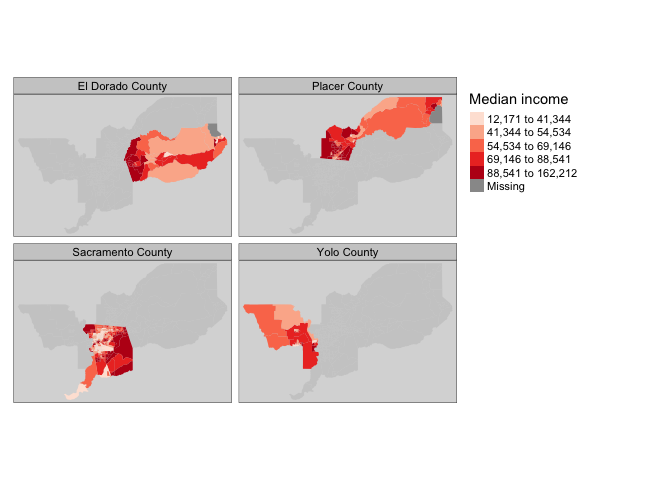 El Dorado County
Placer County
Median income
12,171 to 41,344
41,344 to 54,534
54,534 to 69,146
69,146 to 88,541
88,541 to 162,212
Missing
Sacramento County
Yolo County